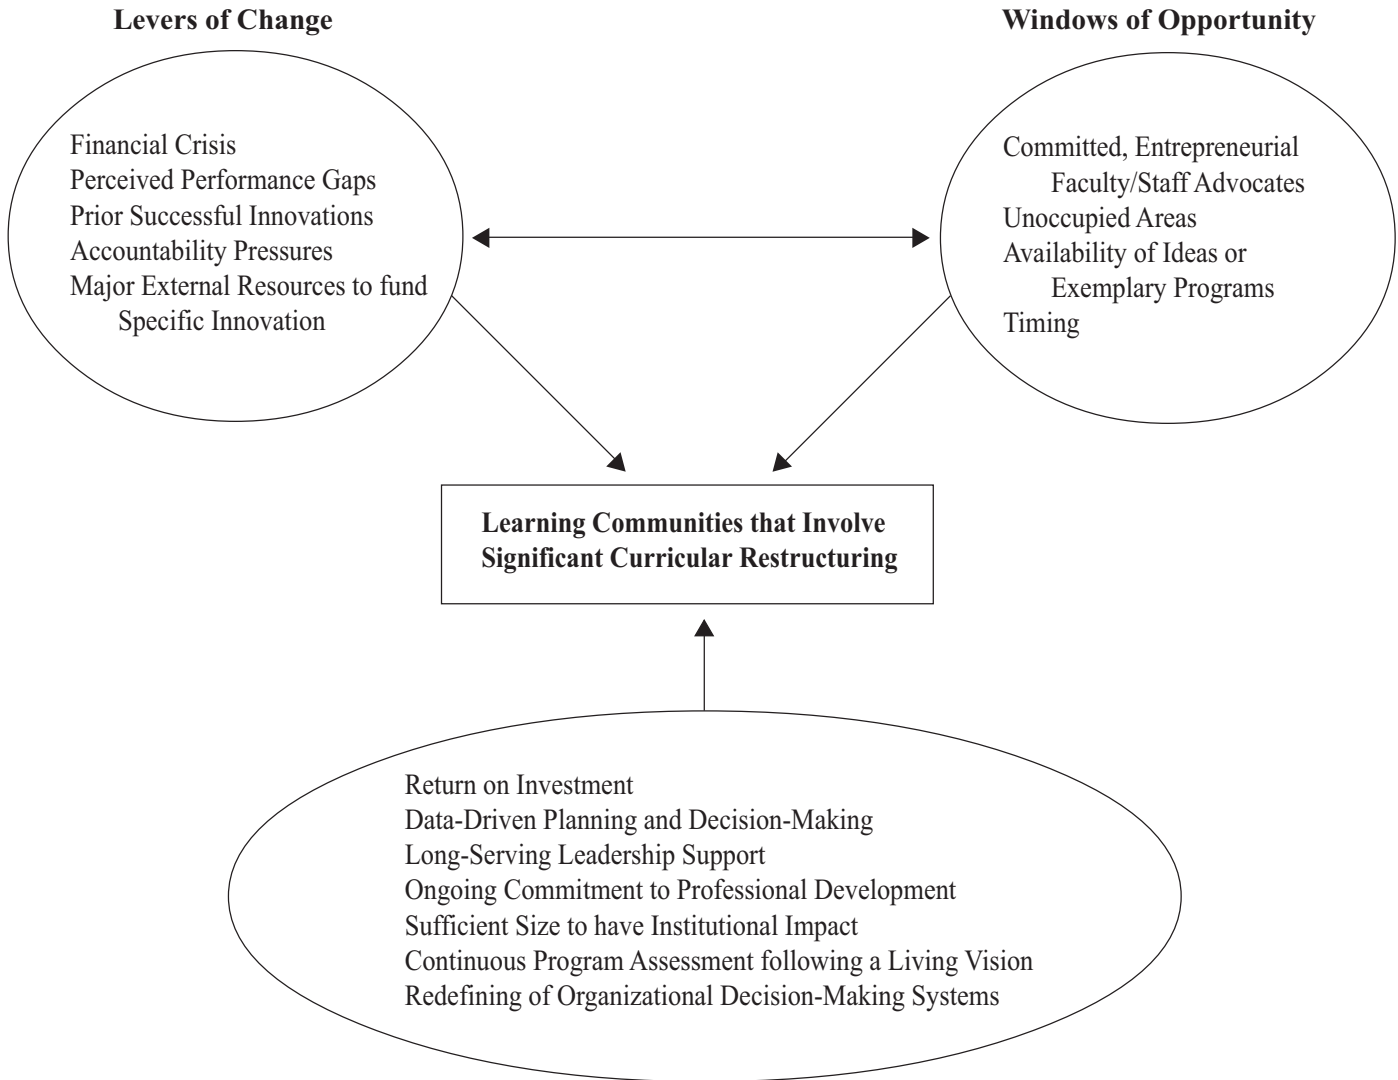 Levers of Change
Financial Crisis
Perceived Performance Gaps
Prior Successful Innovations
Accountability Pressures
Major External Resources to fund
Specific Innovation
Windows of Opportunity
Committed, Entrepreneurial
Faculty/Staff Advocates
Unoccupied Areas
Availability of Ideas or
Exemplary Programs
Timing
Learning Communities that Involve
Significant Curricular Restructuring
Return on Investment
Data-Driven Planning and Decision-Making
Long-Serving Leadership Support
Ongoing Commitment to Professional Development
Sufficient Size to have Institutional Impact
Continuous Program Assessment following a Living Vision
Redefining of Organizational Decision-Making Systems